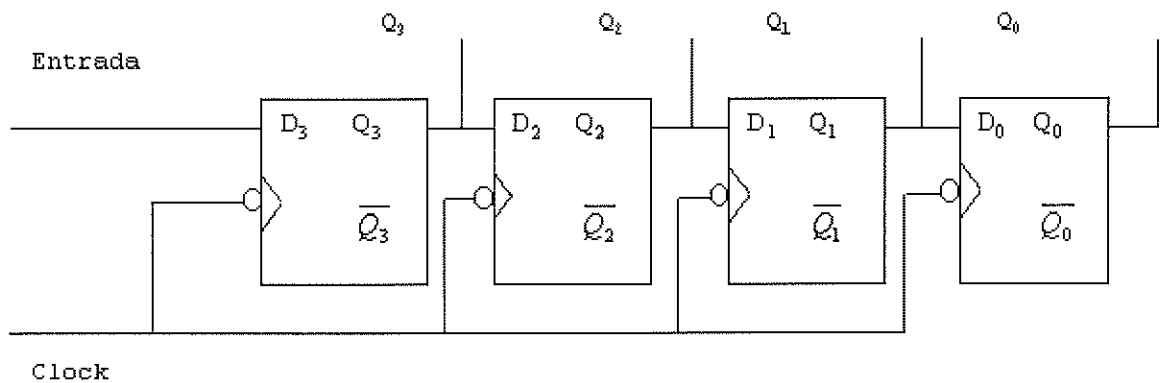 Q₃ Q₂ Q₁ Q₀
Entrada
D₃ Q₃ D₂ Q₂ D₁ Q₁ D₀ Q₀
Q̅₃ Q̅₂ Q̅₁ Q̅₀
Clock